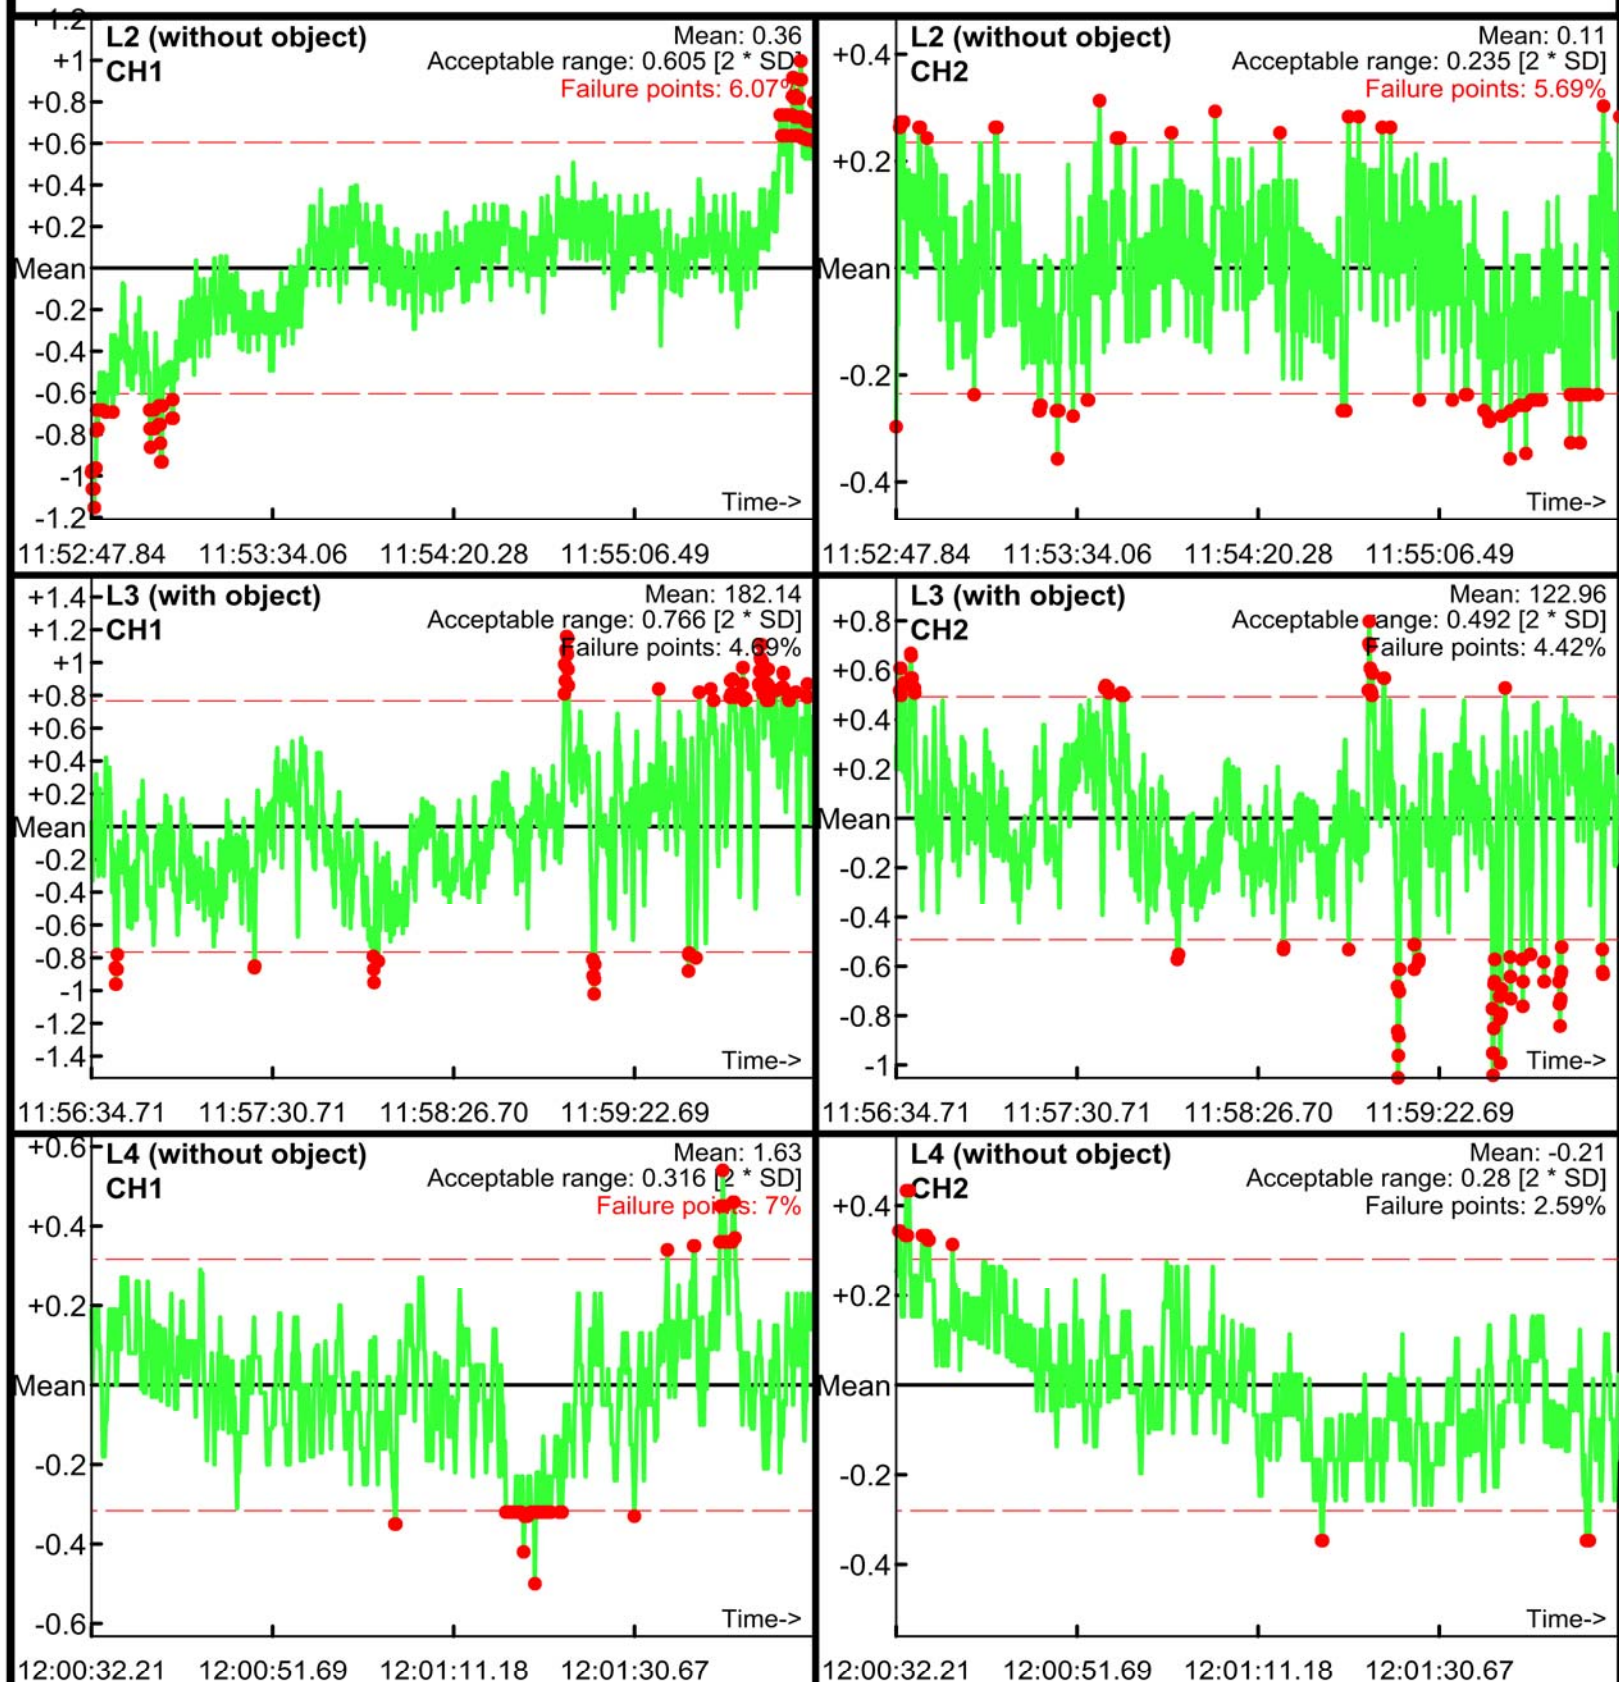 L2 (without object)
CH1
Mean: 0.36
Acceptable range: 0.605 [2 * SD]
Failure points: 6.07%
+1.2
+1
+0.8
+0.6
+0.4
+0.2
Mean
-0.2
-0.4
-0.6
-0.8
-1
-1.2
Time->
11:52:47.84 11:53:34.06 11:54:20.28 11:55:06.49
L2 (without object)
CH2
Mean: 0.11
Acceptable range: 0.235 [2 * SD]
Failure points: 5.69%
+0.4
+0.2
Mean
-0.2
-0.4
Time->
11:52:47.84 11:53:34.06 11:54:20.28 11:55:06.49
L3 (with object)
CH1
Mean: 182.14
Acceptable range: 0.766 [2 * SD]
Failure points: 4.69%
+1.4
+1.2
+1
+0.8
+0.6
+0.4
+0.2
Mean
-0.2
-0.4
-0.6
-0.8
-1
-1.2
-1.4
Time->
11:56:34.71 11:57:30.71 11:58:26.70 11:59:22.69
L3 (with object)
CH2
Mean: 122.96
Acceptable range: 0.492 [2 * SD]
Failure points: 4.42%
+0.8
+0.6
+0.4
+0.2
Mean
-0.2
-0.4
-0.6
-0.8
-1
Time->
11:56:34.71 11:57:30.71 11:58:26.70 11:59:22.69
L4 (without object)
CH1
Mean: 1.63
Acceptable range: 0.316 [2 * SD]
Failure points: 7%
+0.6
+0.4
+0.2
Mean
-0.2
-0.4
-0.6
Time->
12:00:32.21 12:00:51.69 12:01:11.18 12:01:30.67
L4 (without object)
CH2
Mean: -0.21
Acceptable range: 0.28 [2 * SD]
Failure points: 2.59%
+0.4
+0.2
Mean
-0.2
-0.4
Time->
12:00:32.21 12:00:51.69 12:01:11.18 12:01:30.67